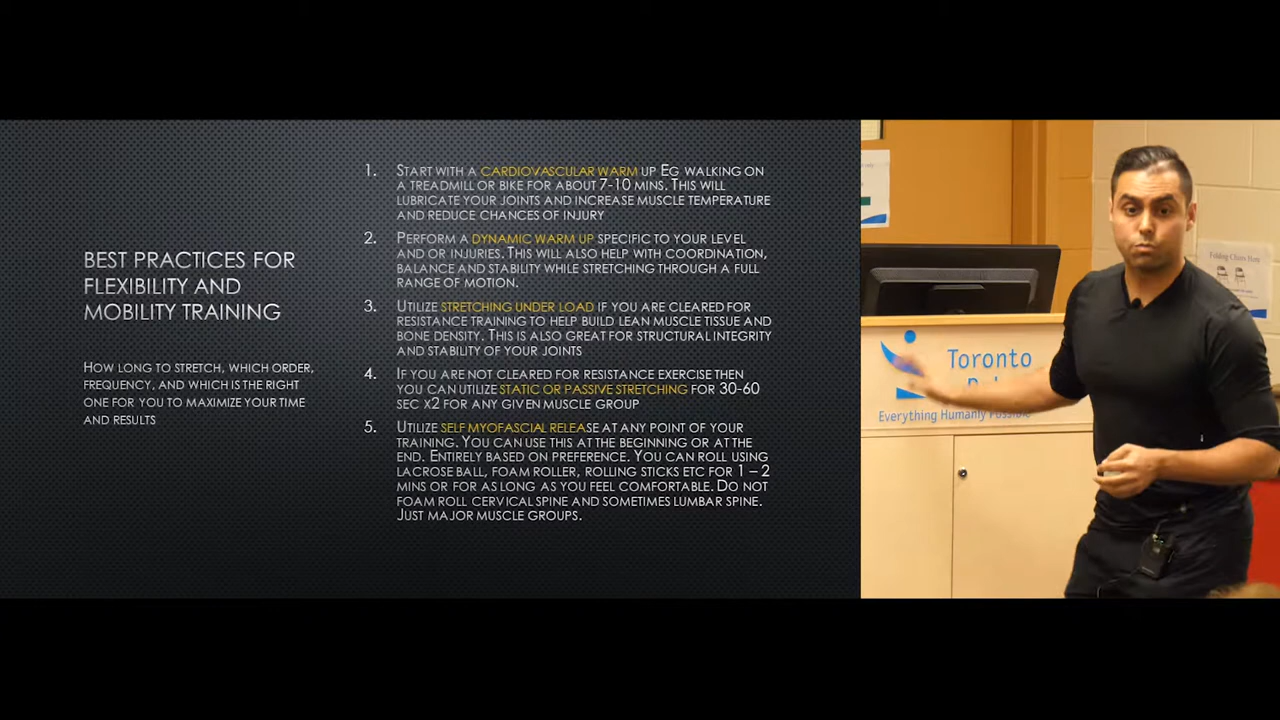 BEST PRACTICES FOR
FLEXIBILITY AND
MOBILITY TRAINING
HOW LONG TO STRETCH, WHICH ORDER,
FREQUENCY, AND WHICH IS THE RIGHT
ONE FOR YOU TO MAXIMIZE YOUR TIME
AND RESULTS
1. START WITH A CARDIOVASCULAR WARM UP EG WALKING ON
A TREADMILL OR BIKE FOR ABOUT 7-10 MINS. THIS WILL
LUBRICATE YOUR JOINTS AND INCREASE MUSCLE TEMPERATURE
AND REDUCE CHANCES OF INJURY
2. PERFORM A DYNAMIC WARM UP SPECIFIC TO YOUR LEVEL
AND OR INJURIES. THIS WILL ALSO HELP WITH COORDINATION,
BALANCE AND STABILITY WHILE STRETCHING THROUGH A FULL
RANGE OF MOTION.
3. UTILIZE STRETCHING UNDER LOAD IF YOU ARE CLEARED FOR
RESISTANCE TRAINING TO HELP BUILD LEAN MUSCLE TISSUE AND
BONE DENSITY. THIS IS ALSO GREAT FOR STRUCTURAL INTEGRITY
AND STABILITY OF YOUR JOINTS
4. IF YOU ARE NOT CLEARED FOR RESISTANCE EXERCISE THEN
YOU CAN UTILIZE STATIC OR PASSIVE STRETCHING FOR 30-60
SEC X2 FOR ANY GIVEN MUSCLE GROUP
5. UTILIZE SELF MYOFASCIAL RELEASE AT ANY POINT OF YOUR
TRAINING. YOU CAN USE THIS AT THE BEGINNING OR AT THE
END. ENTIRELY BASED ON PREFERENCE. YOU CAN ROLL USING
LACROSE BALL, FOAM ROLLER, ROLLING STICKS ETC FOR 1 – 2
MINS OR FOR AS LONG AS YOU FEEL COMFORTABLE. DO NOT
FOAM ROLL CERVICAL SPINE AND SOMETIMES LUMBAR SPINE.
JUST MAJOR MUSCLE GROUPS.
Folding Chairs Here
Toronto
Everything Humanly Possible